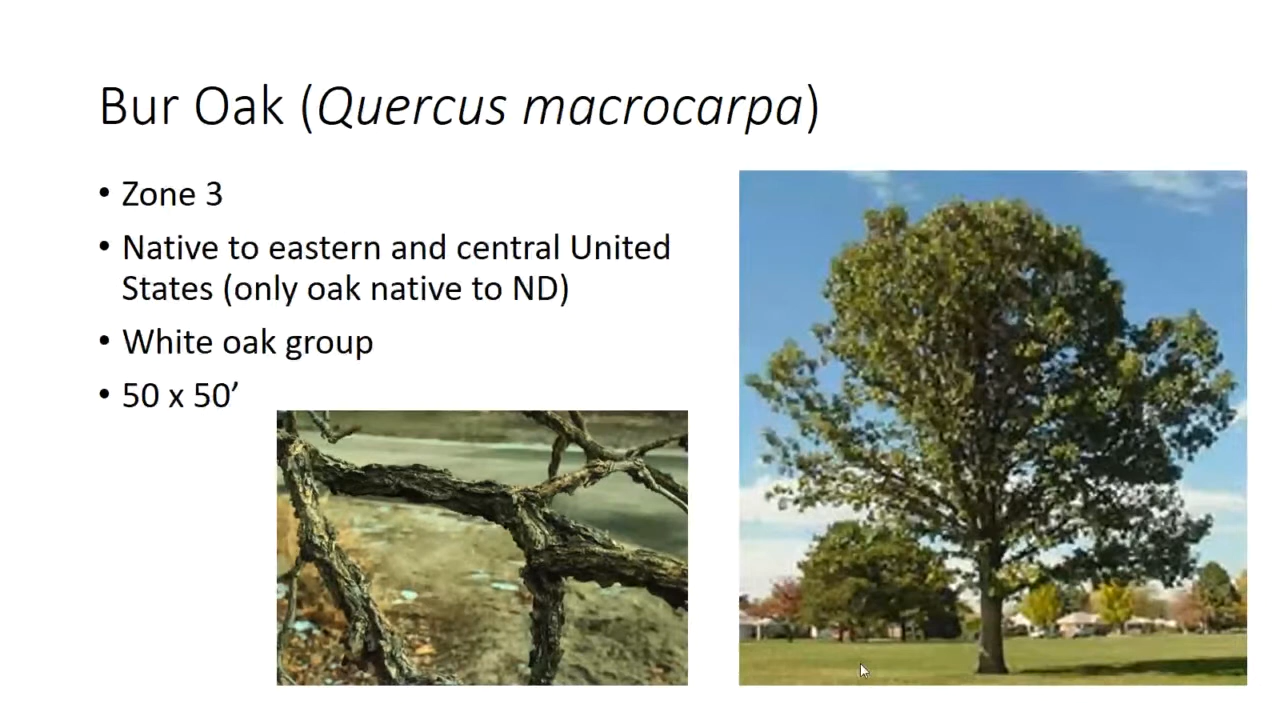 Bur Oak (Quercus macrocarpa)
• Zone 3
• Native to eastern and central United
States (only oak native to ND)
• White oak group
• 50 x 50’